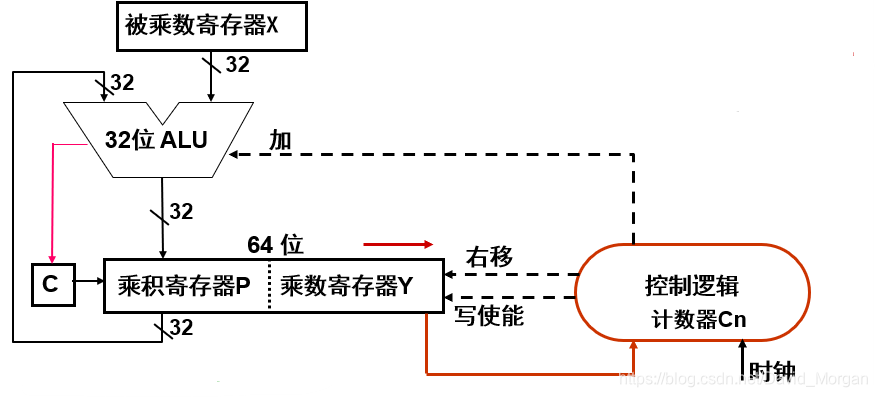 被乘数寄存器X
32
32
32位 ALU
加
32
64 位
右移
C
乘积寄存器P
乘数寄存器Y
控制逻辑
计数器Cn
写使能
32
时钟
https://blog.csdn.net/David_Morgan